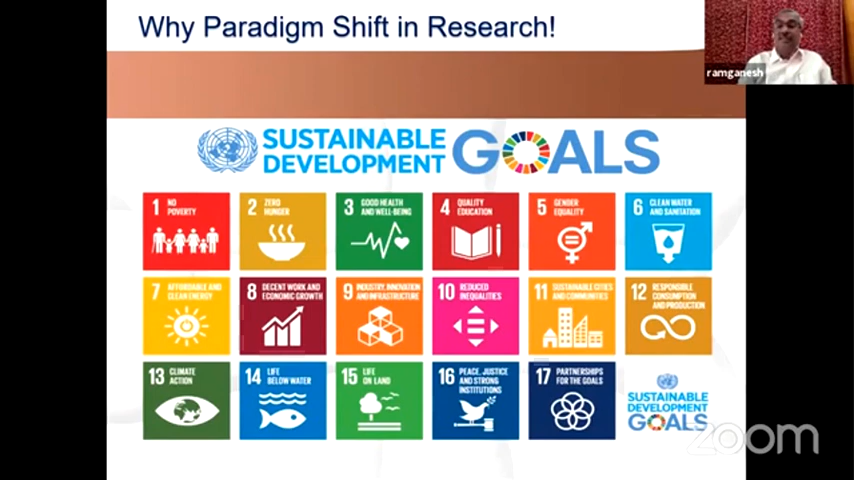 Why Paradigm Shift in Research!
ramganesh
SUSTAINABLE
DEVELOPMENT
GOALS
1 NO
POVERTY
2 ZERO
HUNGER
3 GOOD HEALTH
AND WELL-BEING
4 QUALITY
EDUCATION
5 GENDER
EQUALITY
6 CLEAN WATER
AND SANITATION
7 AFFORDABLE AND
CLEAN ENERGY
8 DECENT WORK AND
ECONOMIC GROWTH
9 INDUSTRY, INNOVATION
AND INFRASTRUCTURE
10 REDUCED
INEQUALITIES
11 SUSTAINABLE CITIES
AND COMMUNITIES
12 RESPONSIBLE
CONSUMPTION
AND PRODUCTION
13 CLIMATE
ACTION
14 LIFE
BELOW WATER
15 LIFE
ON LAND
16 PEACE, JUSTICE
AND STRONG
INSTITUTIONS
17 PARTNERSHIPS
FOR THE GOALS
SUSTAINABLE
DEVELOPMENT
GOALS
zoom